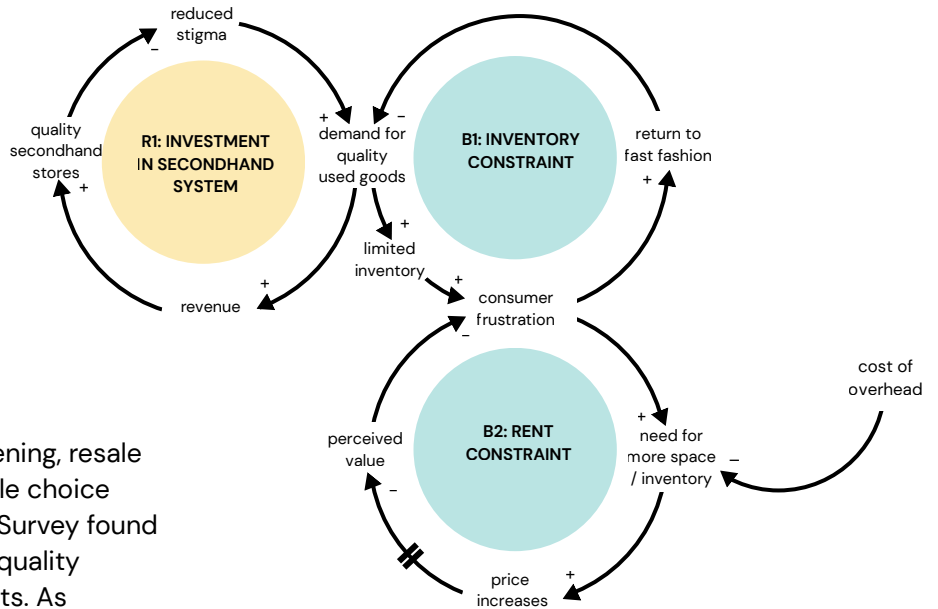 reduced
stigma
–
+
–
quality
secondhand
stores
+
R1: INVESTMENT
IN SECONDHAND
SYSTEM
demand for
quality
used goods
B1: INVENTORY
CONSTRAINT
return to
fast fashion
+
+
limited
inventory
+
+
revenue
consumer
frustration
–
cost of
overhead
+
B2: RENT
CONSTRAINT
perceived
value
–
need for
more space
/ inventory
–
+
price
increases
ening, resale
le choice
Survey found
quality
ts. As